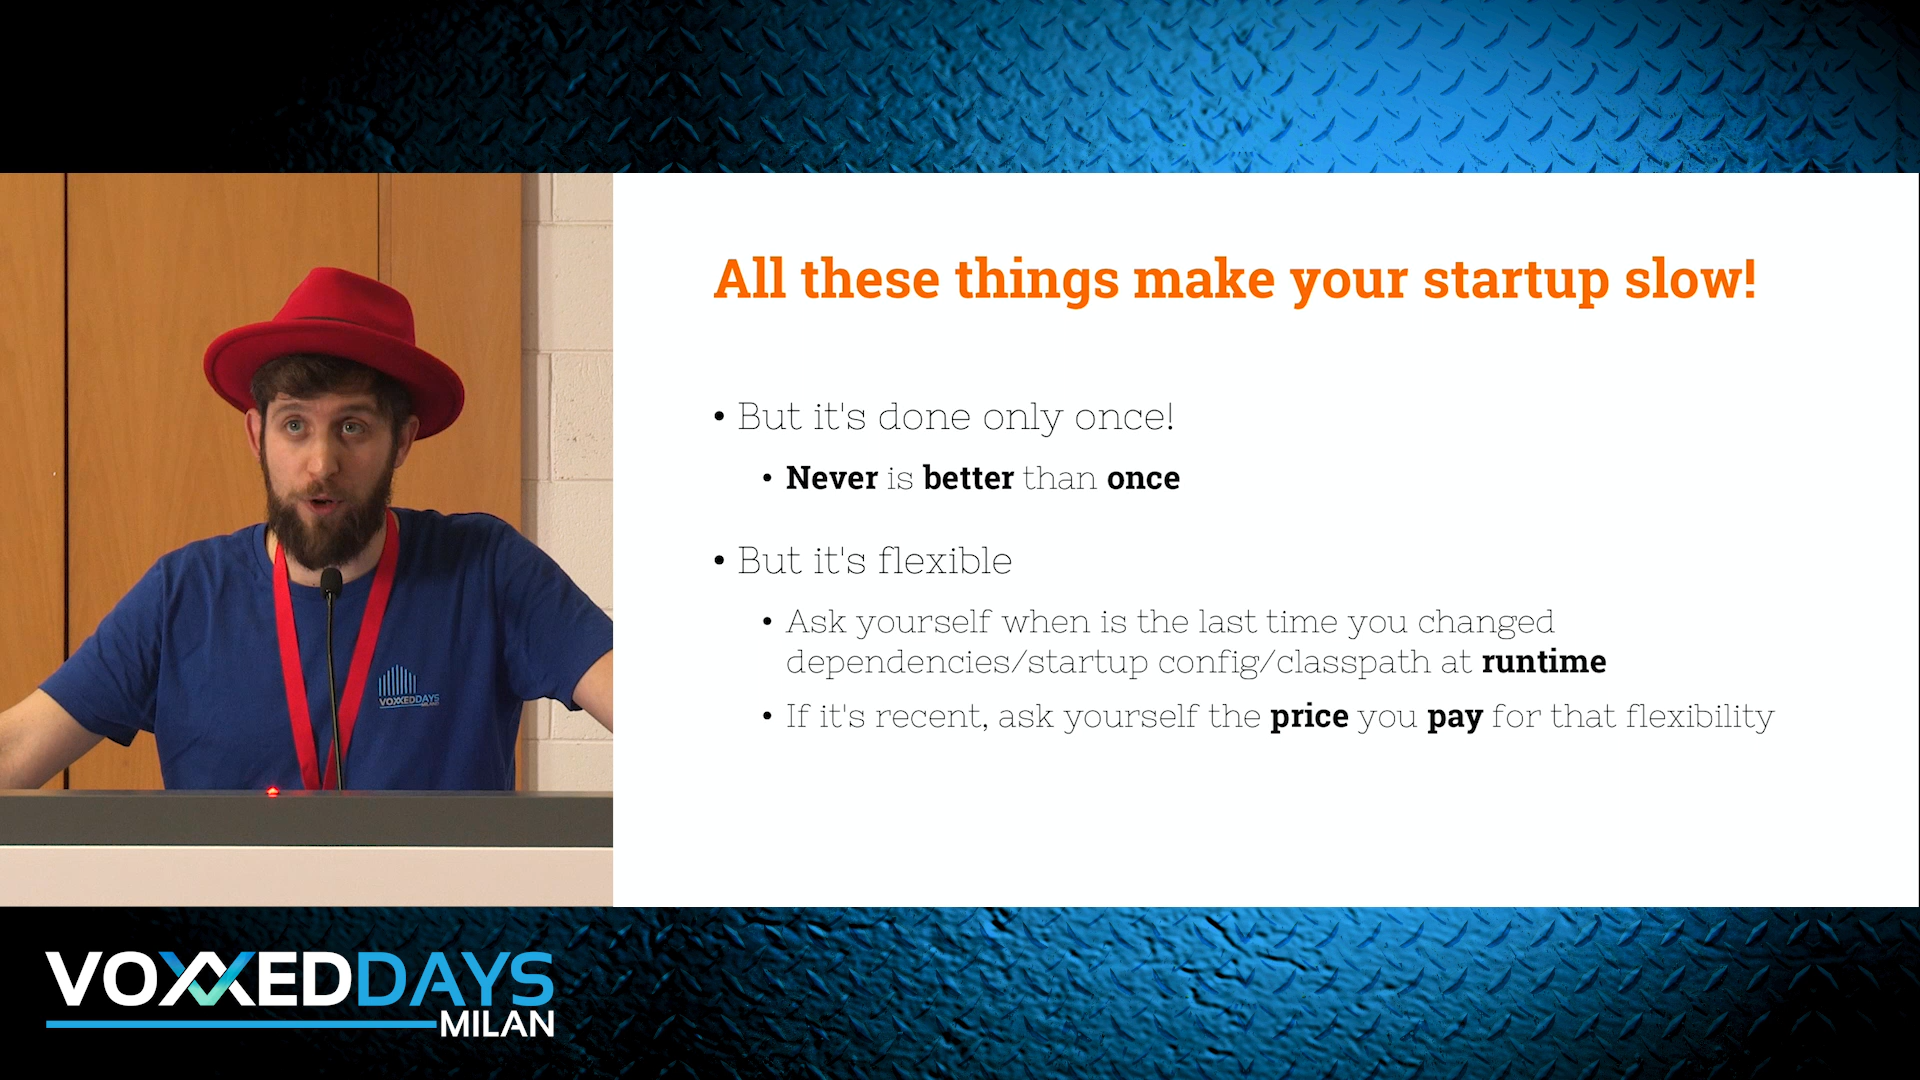 All these things make your startup slow!
• But it's done only once!
• Never is better than once
• But it's flexible
• Ask yourself when is the last time you changed
dependencies/startup config/classpath at runtime
• If it's recent, ask yourself the price you pay for that flexibility
VOXXEDDAYS
VOXXEDDAYS
MILAN